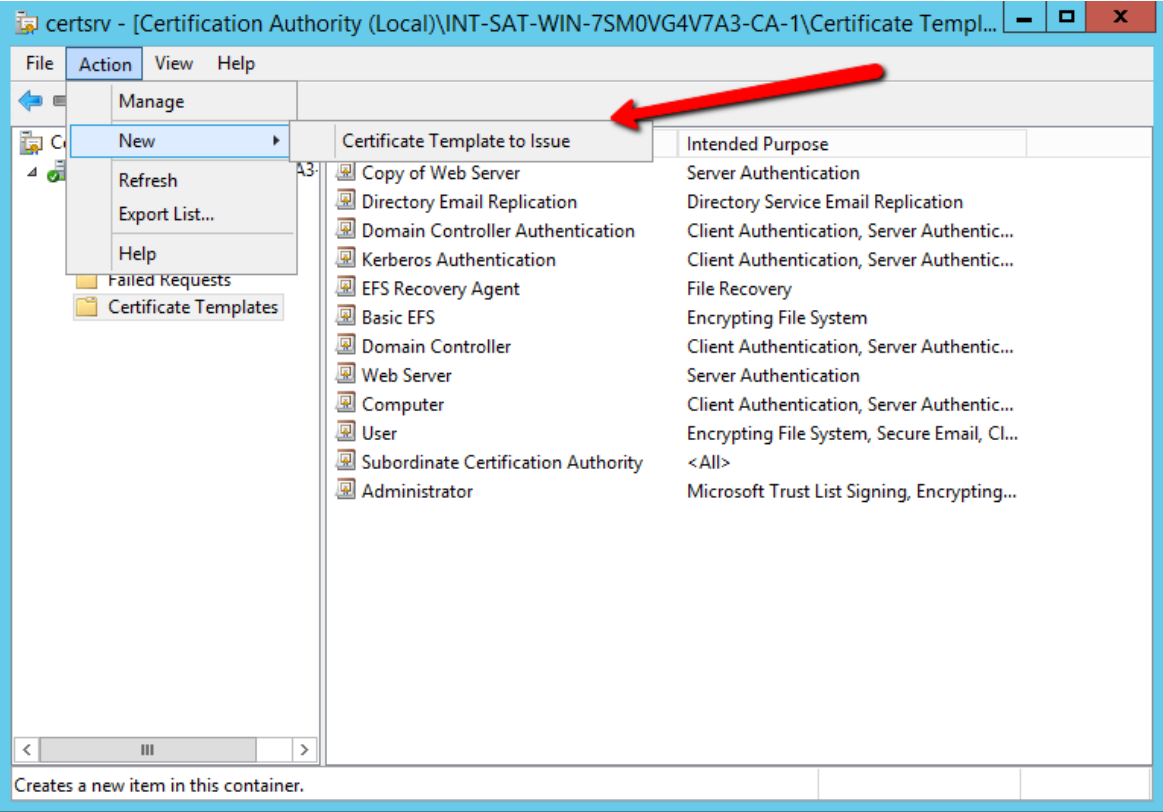 certsrv - [Certification Authority (Local)\INT-SAT-WIN-7SM0VG4V7A3-CA-1\Certificate Templ...
File Action View Help
Manage
New
Refresh
Export List...
Help
Certificate Template to Issue
Failed Requests
Certificate Templates
Intended Purpose
Copy of Web Server Server Authentication
Directory Email Replication Directory Service Email Replication
Domain Controller Authentication Client Authentication, Server Authentic...
Kerberos Authentication Client Authentication, Server Authentic...
EFS Recovery Agent File Recovery
Basic EFS Encrypting File System
Domain Controller Client Authentication, Server Authentic...
Web Server Server Authentication
Computer Client Authentication, Server Authentic...
User Encrypting File System, Secure Email, Cl...
Subordinate Certification Authority <All>
Administrator Microsoft Trust List Signing, Encrypting...
Creates a new item in this container.